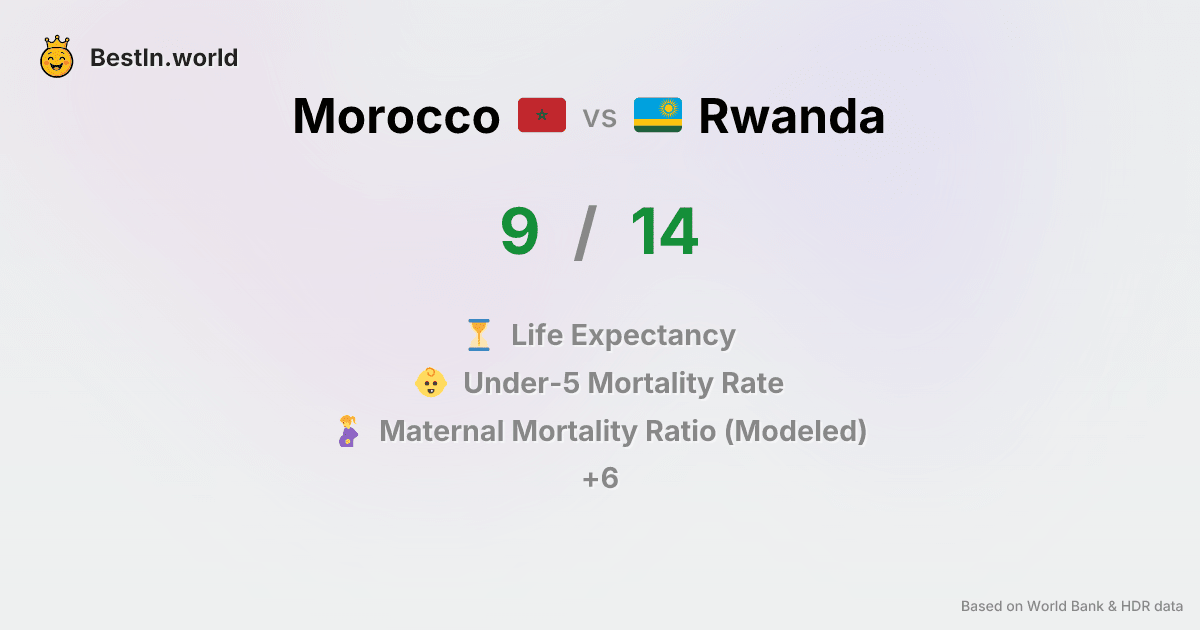 BestIn.world
Morocco vs Rwanda
9 / 14
Life Expectancy
Under-5 Mortality Rate
Maternal Mortality Ratio (Modeled)
+6
Based on World Bank & HDR data